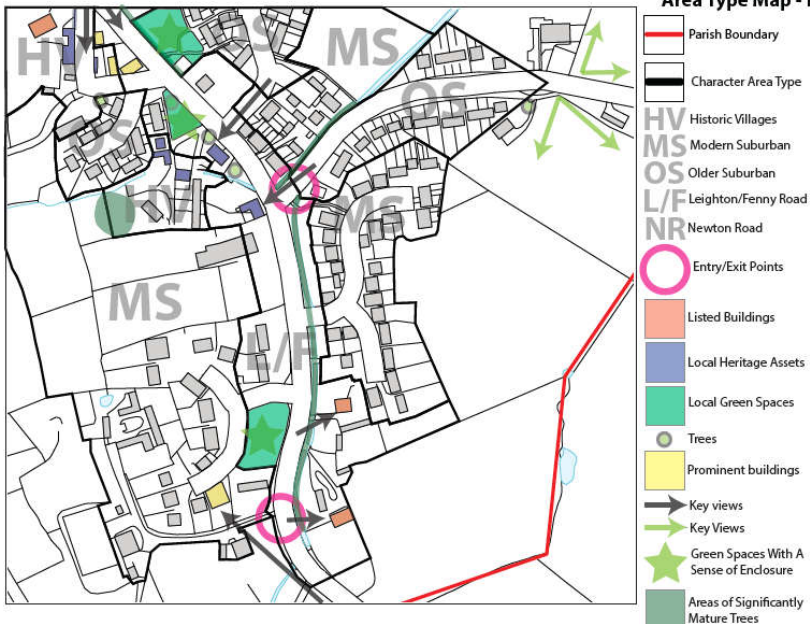 Area Type Map -
Parish Boundary
Character Area Type
HV Historic Villages
MS Modern Suburban
OS Older Suburban
L/F Leighton/Fenny Road
NR Newton Road
Entry/Exit Points
Listed Buildings
Local Heritage Assets
Local Green Spaces
Trees
Prominent buildings
Key views
Key Views
Green Spaces With A
Sense of Enclosure
Areas of Significantly
Mature Trees
HV
OS
MS
OS
OS
HV
MS
MS
L/F